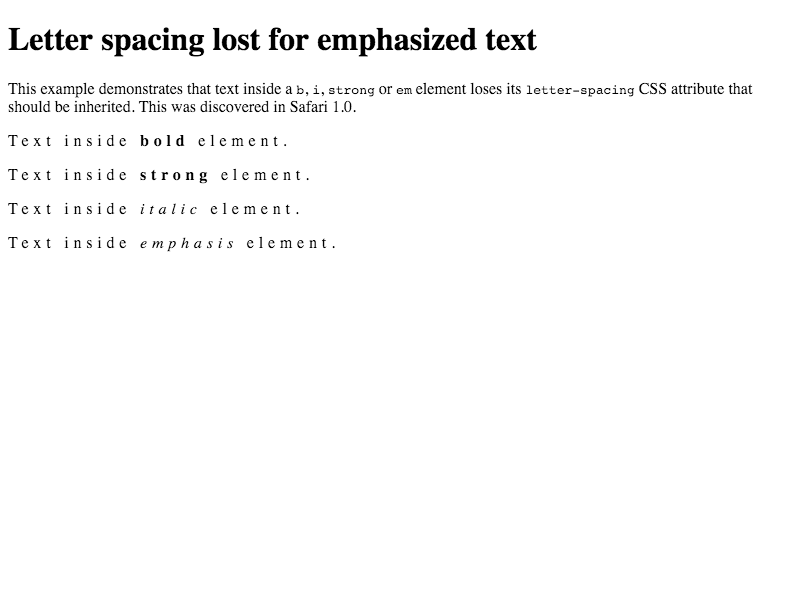 Letter spacing lost for emphasized text
This example demonstrates that text inside a b, i, strong or em element loses its letter-spacing CSS attribute that
should be inherited. This was discovered in Safari 1.0.
Text inside bold element.
Text inside strong element.
Text inside italic element.
Text inside emphasis element.